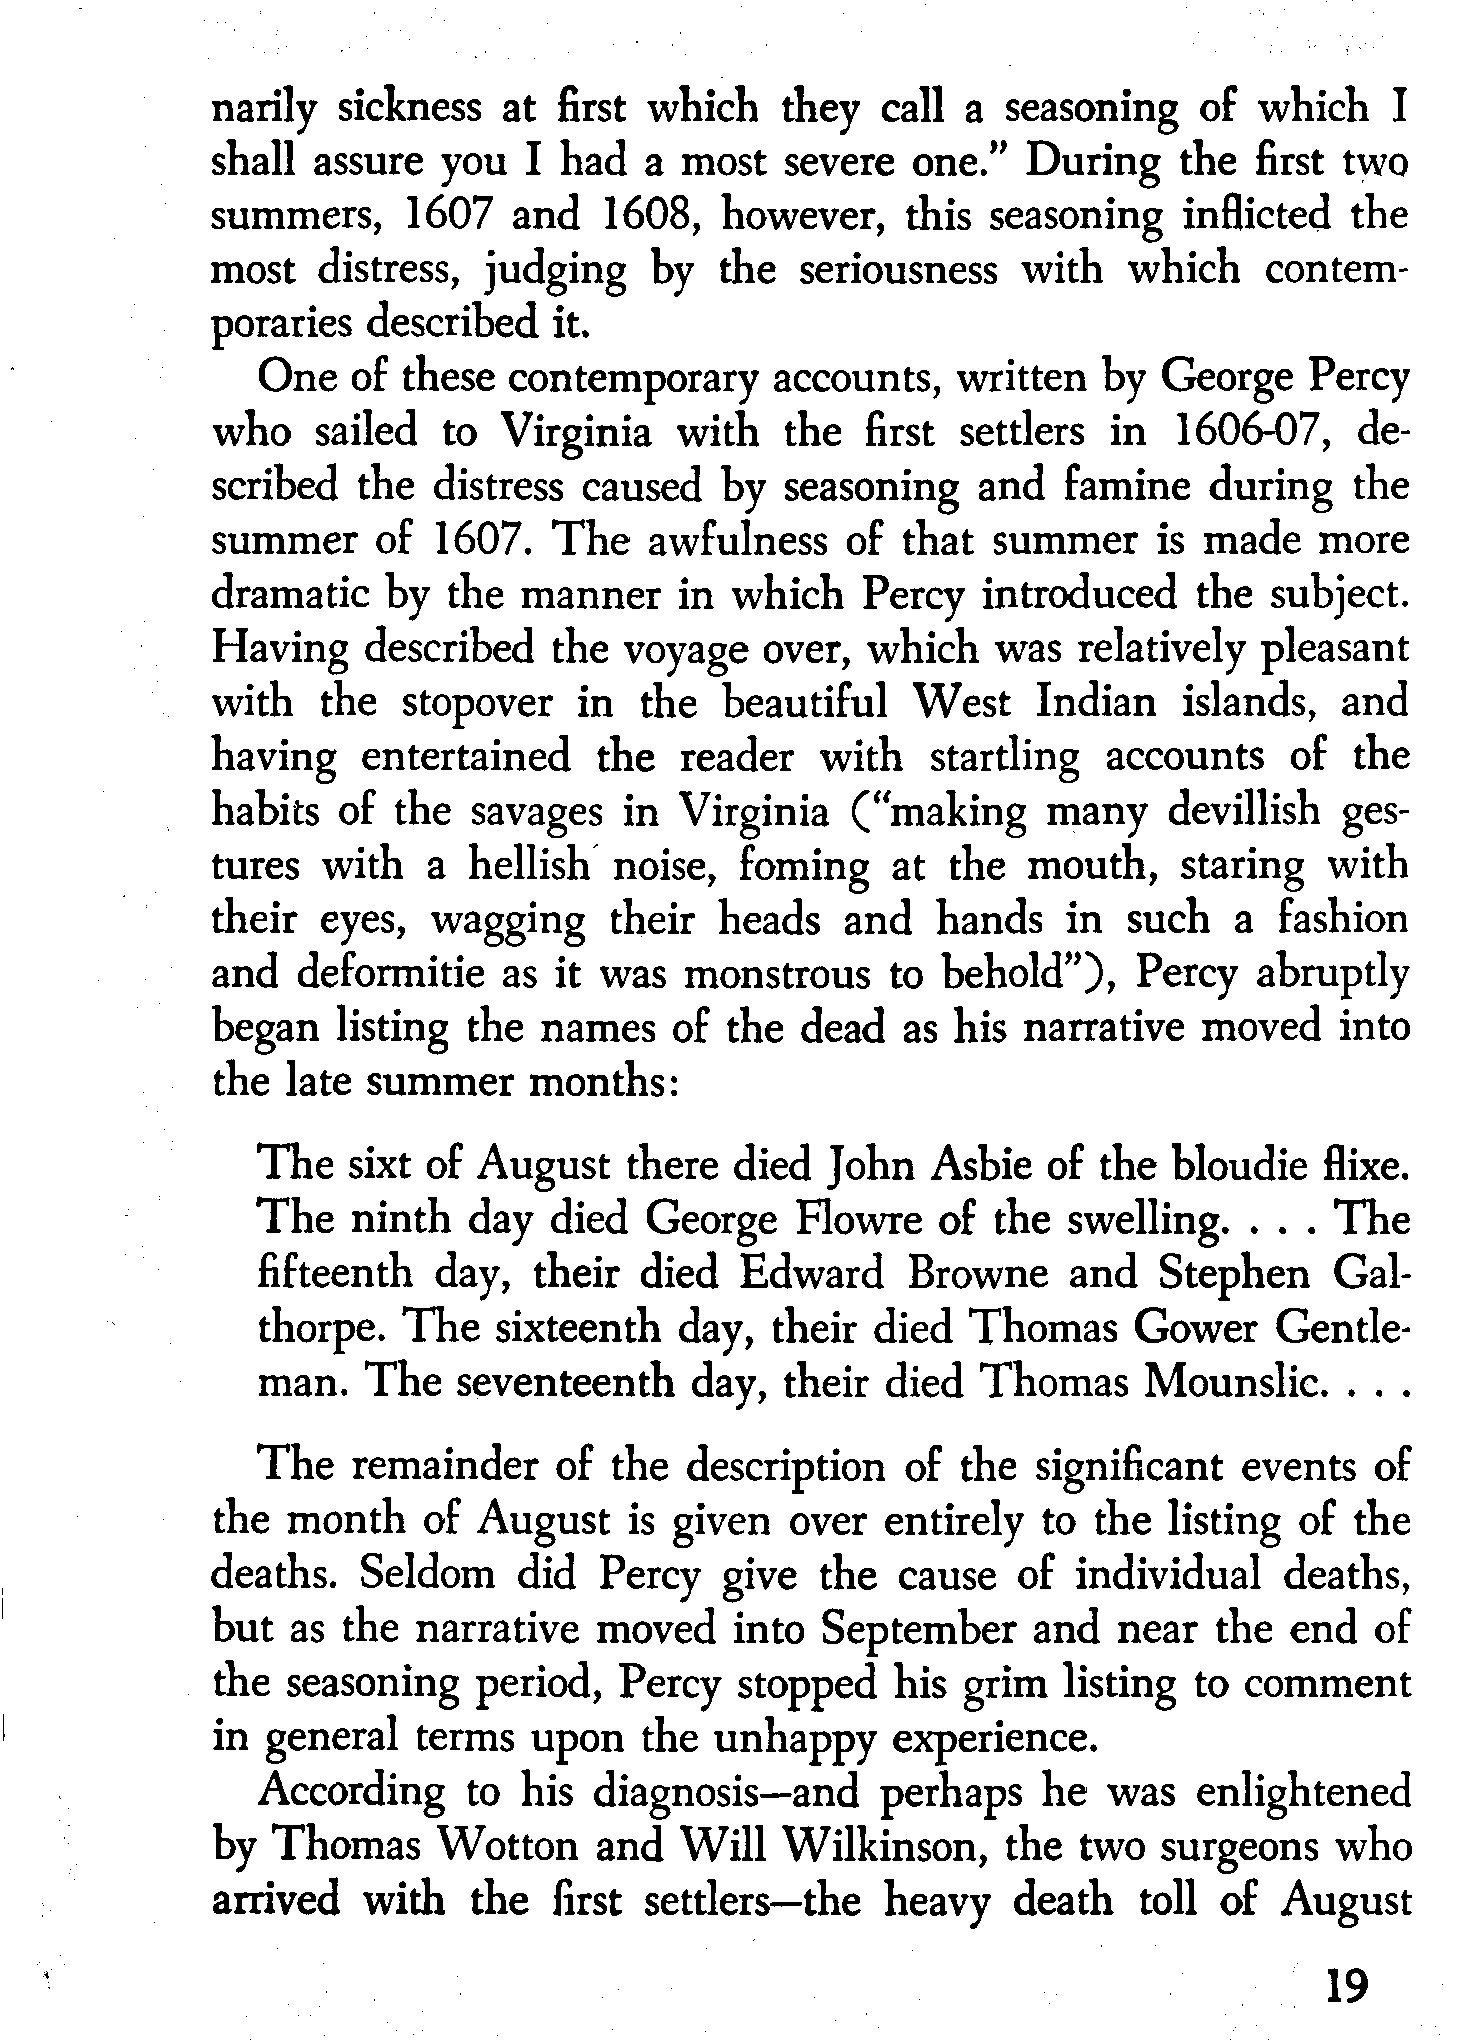 narily sickness at first which they call a seasoning of which I
shall assure you I had a most severe one.” During the first two
summers, 1607 and 1608, however, this seasoning inflicted the
most distress, judging by the seriousness with which contem-
poraries described it.
One of these contemporary accounts, written by George Percy
who sailed to Virginia with the first settlers in 1606-07, de-
scribed the distress caused by seasoning and famine during the
summer of 1607. The awfulness of that summer is made more
dramatic by the manner in which Percy introduced the subject.
Having described the voyage over, which was relatively pleasant
with the stopover in the beautiful West Indian islands, and
having entertained the reader with startling accounts of the
habits of the savages in Virginia (“making many devillish ges-
tures with a hellish noise, foming at the mouth, staring with
their eyes, wagging their heads and hands in such a fashion
and deformitie as it was monstrous to behold”), Percy abruptly
began listing the names of the dead as his narrative moved into
the late summer months:
The sixt of August there died John Asbie of the bloudie flixe.
The ninth day died George Flowre of the swelling. . . . The
fifteenth day, their died Edward Browne and Stephen Gal-
thorpe. The sixteenth day, their died Thomas Gower Gentle-
man. The seventeenth day, their died Thomas Mounslic. . . .
The remainder of the description of the significant events of
the month of August is given over entirely to the listing of the
deaths. Seldom did Percy give the cause of individual deaths,
but as the narrative moved into September and near the end of
the seasoning period, Percy stopped his grim listing to comment
in general terms upon the unhappy experience.
According to his diagnosis—and perhaps he was enlightened
by Thomas Wotton and Will Wilkinson, the two surgeons who
arrived with the first settlers—the heavy death toll of August
19